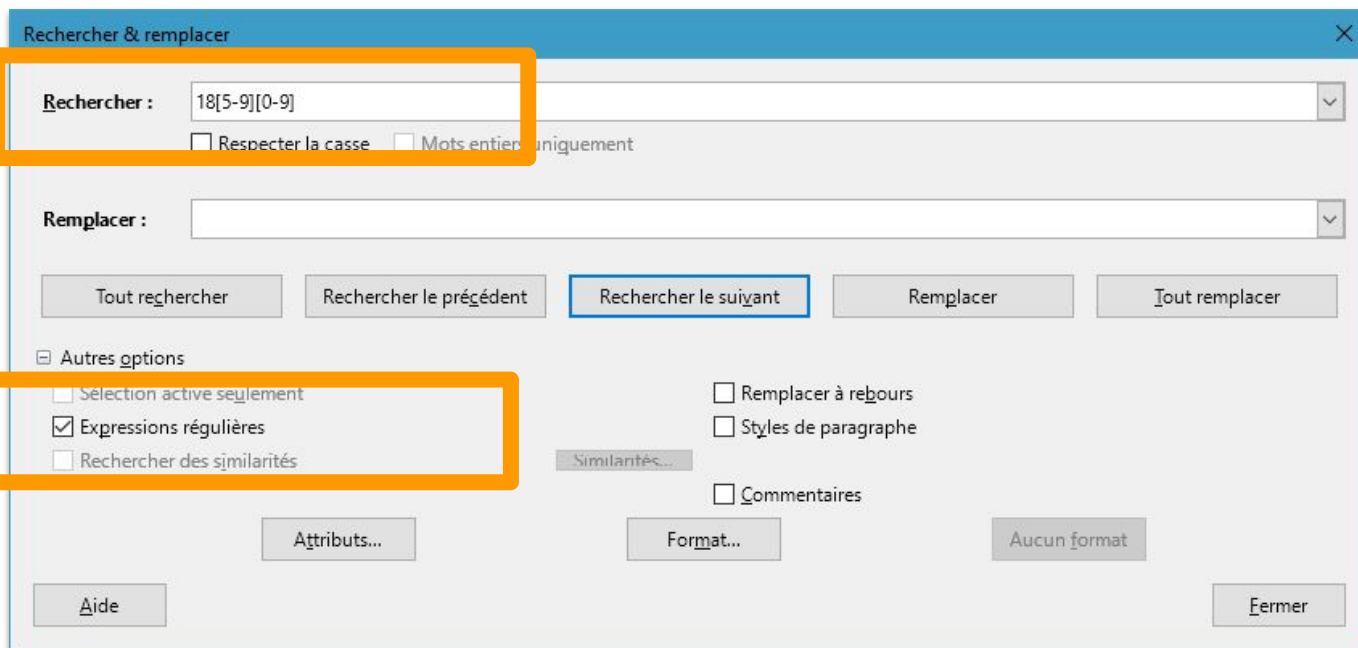 Rechercher & remplacer
Rechercher : 18[5-9][0-9]
Respecter la casse Mots entiers uniquement
Remplacer :
Tout rechercher Rechercher le précédent Rechercher le suivant Remplacer Tout remplacer
Autres options
Sélection active seulement Remplacer à rebours
Expressions régulières Styles de paragraphe
Rechercher des similarités Similarités...
Commentaires
Attributs... Format... Aucun format
Aide Fermer